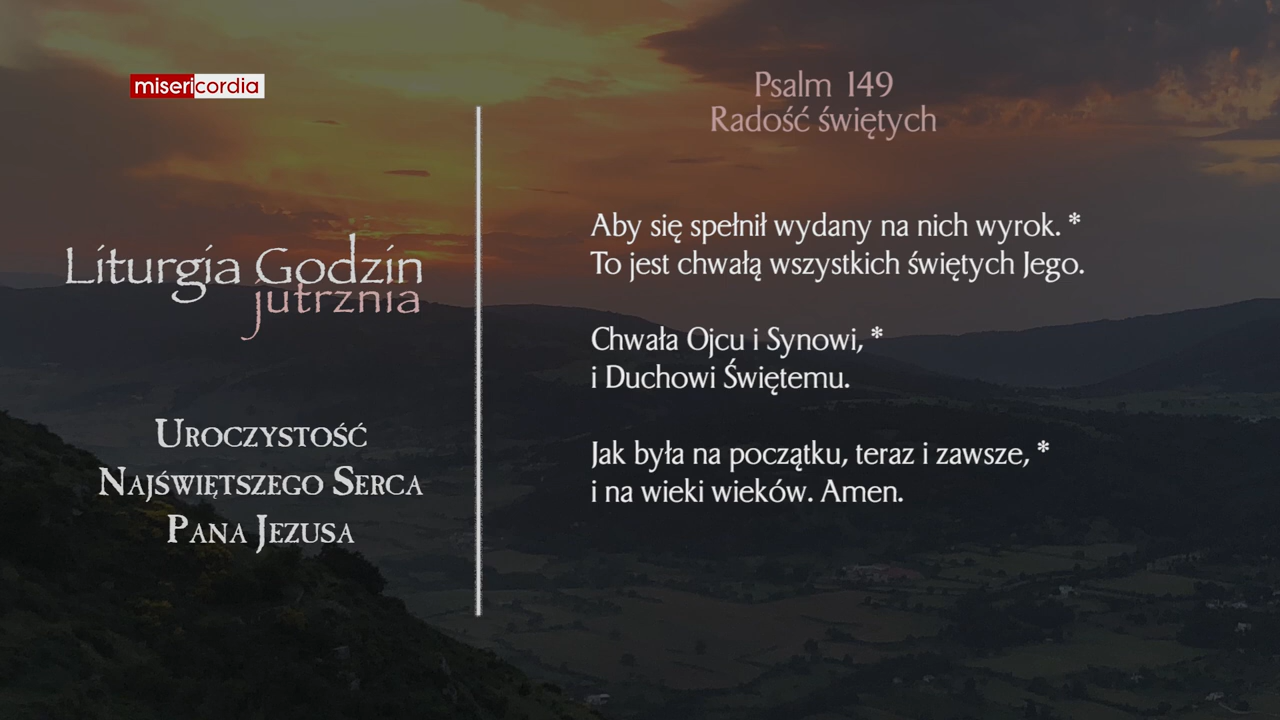 misericordia
Liturgia Godzin
jutrznia
Uroczystość
Najświętszego Serca
Pana Jezusa
Psalm 149
Radość świętych
Aby się spełnił wydany na nich wyrok. *
To jest chwałą wszystkich świętych Jego.
Chwała Ojcu i Synowi, *
i Duchowi Świętemu.
Jak była na początku, teraz i zawsze, *
i na wieki wieków. Amen.